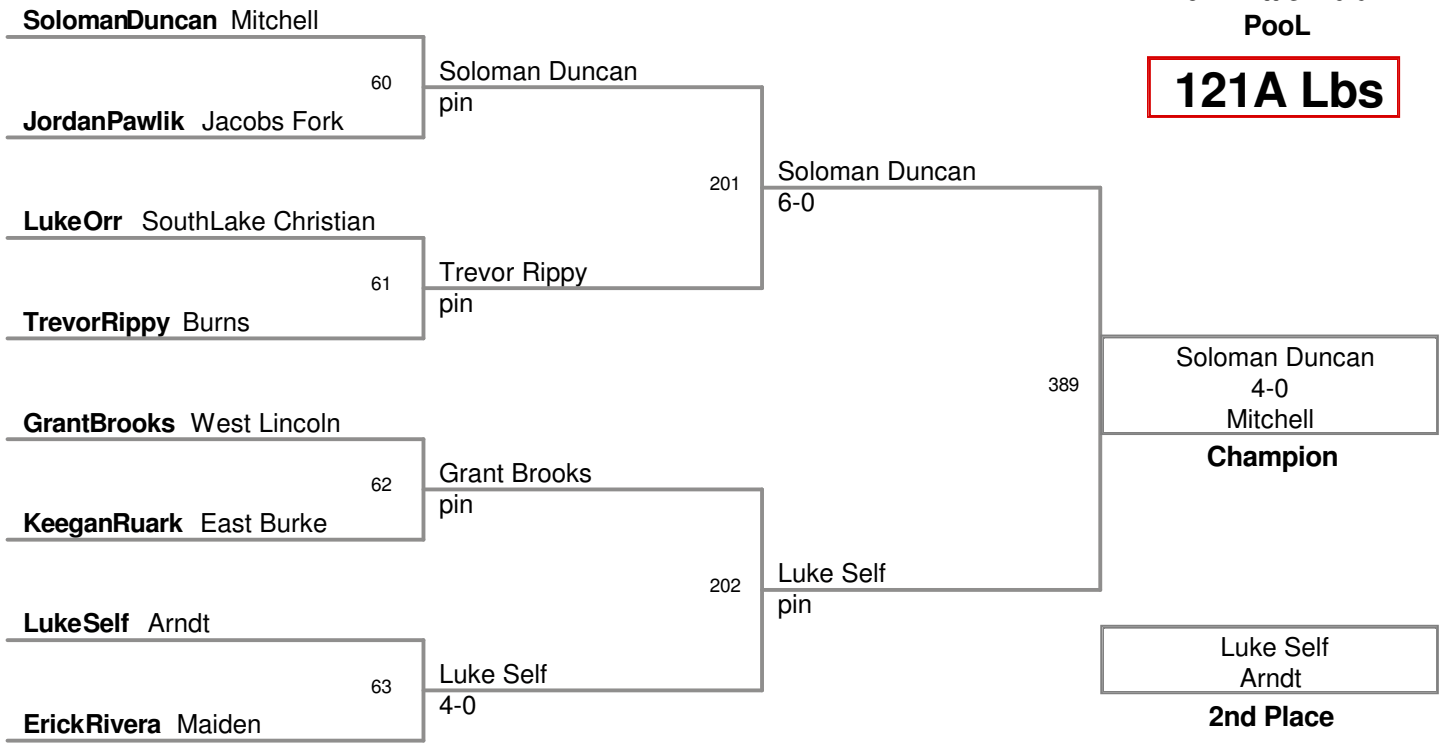 PooL
121A Lbs
SolomanDuncan Mitchell
60
Soloman Duncan
pin
JordanPawlik Jacobs Fork
201
Soloman Duncan
6-0
LukeOrr SouthLake Christian
61
Trevor Rippy
pin
TrevorRippy Burns
389
Soloman Duncan
4-0
Mitchell
Champion
GrantBrooks West Lincoln
62
Grant Brooks
pin
KeeganRuark East Burke
202
Luke Self
pin
LukeSelf Arndt
63
Luke Self
4-0
ErickRivera Maiden
Luke Self
Arndt
2nd Place